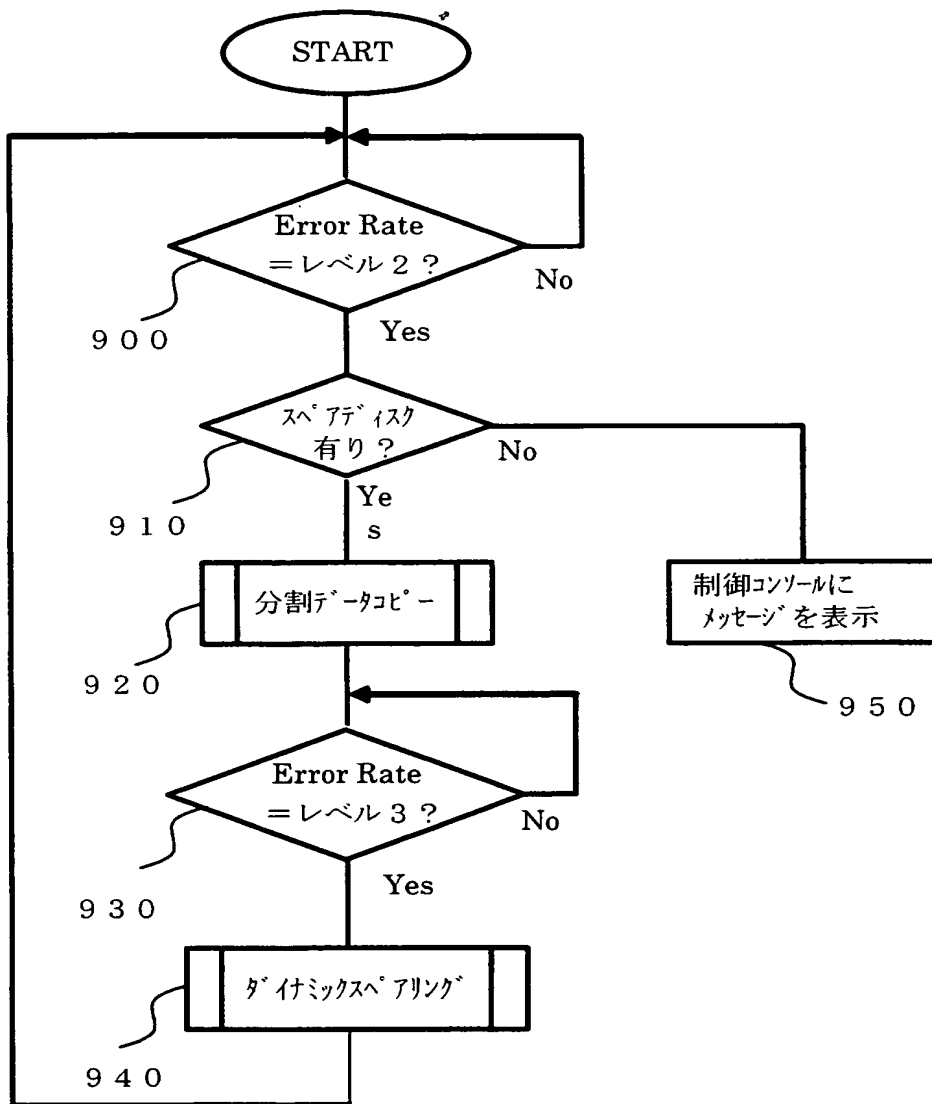 START
Error Rate
＝レベル２？
No
９００
Yes
ｽﾍﾟｱﾃﾞｨｽｸ
有り？
No
９１０
Ye
s
分割ﾃﾞｰﾀｺﾋﾟｰ
制御ｺﾝｿｰﾙに
ﾒｯｾｰｼﾞを表示
９２０
９５０
Error Rate
＝レベル３？
No
９３０
Yes
ﾀﾞｲﾅﾐｯｸｽﾍﾟｱﾘﾝｸﾞ
９４０